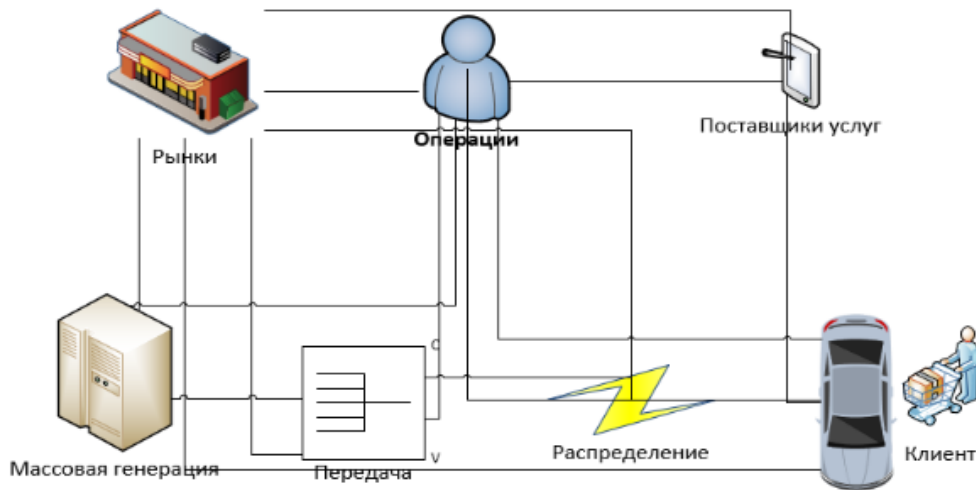 Операции
Поставщики услуг
Рынки
C
V
Массовая генерация
Передача
Распределение
Клиент